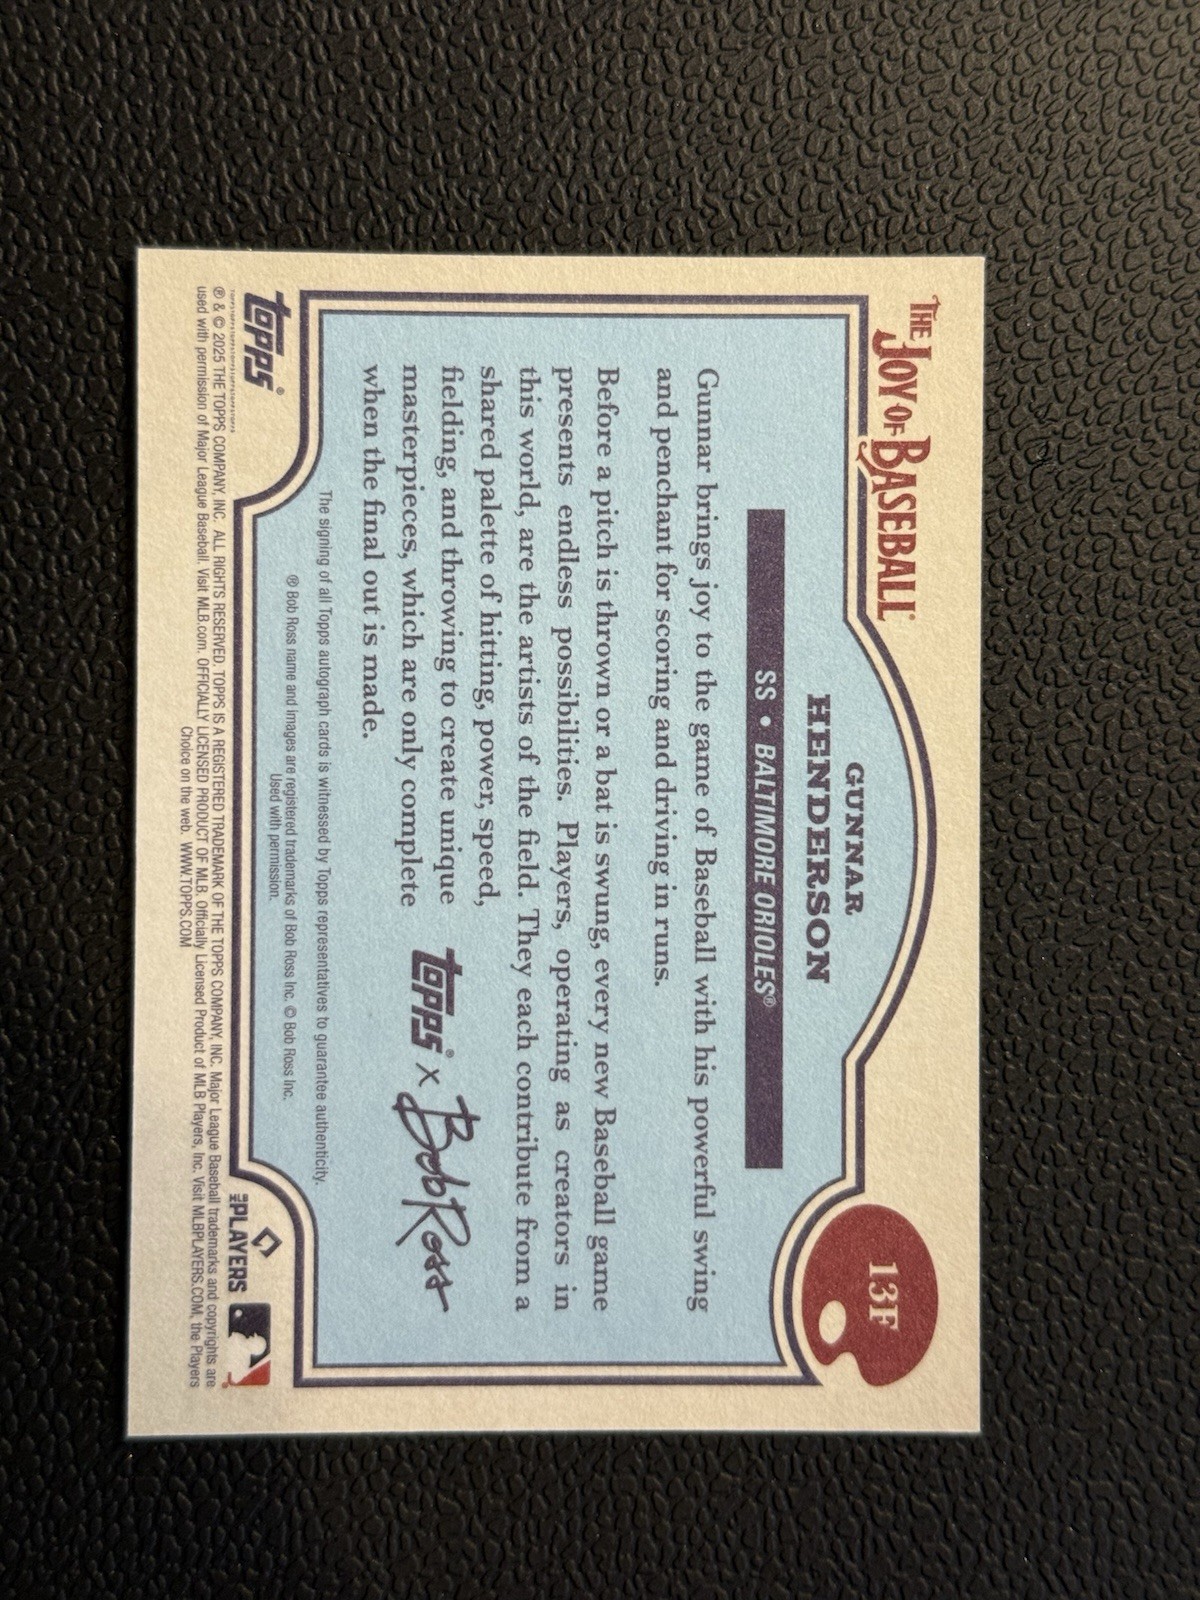 THE JOY OF BASEBALL®
13F
GUNNAR
HENDERSON
SS • BALTIMORE ORIOLES®
Gunnar brings joy to the game of Baseball with his powerful swing
and penchant for scoring and driving in runs.
Before a pitch is thrown or a bat is swung, every new Baseball game
presents endless possibilities. Players, operating as creators in
this world, are the artists of the field. They each contribute from a
shared palette of hitting, power, speed,
fielding, and throwing to create unique
masterpieces, which are only complete
when the final out is made.
topps® x Bob Ross
The signing of all Topps autograph cards is witnessed by Topps representatives to guarantee authenticity.
® Bob Ross name and images are registered trademarks of Bob Ross Inc. © Bob Ross Inc.
Used with permission.
topps®
MLB PLAYERS
® & © 2025 THE TOPPS COMPANY, INC. ALL RIGHTS RESERVED. TOPPS IS A REGISTERED TRADEMARK OF THE TOPPS COMPANY, INC. Major League Baseball trademarks and copyrights are
used with permission of Major League Baseball. Visit MLB.com. OFFICIALLY LICENSED PRODUCT OF MLB. Officially Licensed Product of MLB Players, Inc. Visit MLBPLAYERS.COM, the Players
Choice on the web. WWW.TOPPS.COM